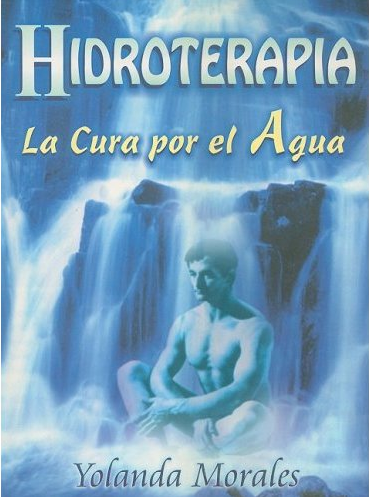 HIDROTERAPIA
La Cura por el Agua
Yolanda Morales